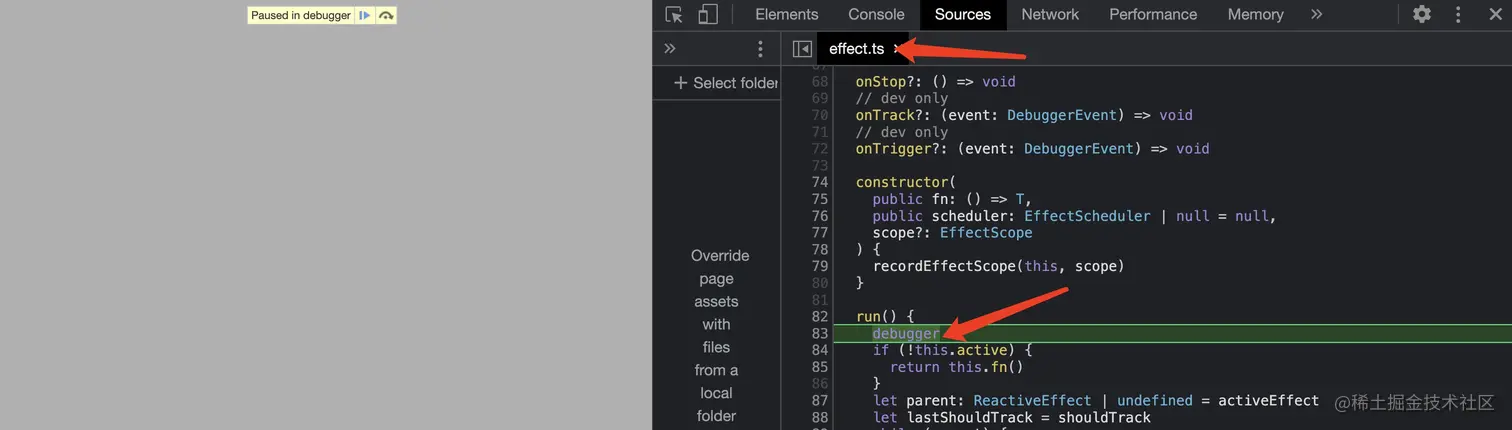 Paused in debugger
Elements Console Sources Network Performance Memory »
» effect.ts
+ Select folder
Override
page
assets
with
files
from a
local
folder
68 onStop?: () => void
69 // dev only
70 onTrack?: (event: DebuggerEvent) => void
71 // dev only
72 onTrigger?: (event: DebuggerEvent) => void
73
74 constructor(
75 public fn: () => T,
76 public scheduler: EffectScheduler | null = null,
77 scope?: EffectScope
78 ) {
79 recordEffectScope(this, scope)
80 }
81
82 run() {
83 debugger
84 if (!this.active) {
85 return this.fn()
86 }
87 let parent: ReactiveEffect | undefined = activeEffect
88 let lastShouldTrack = shouldTrack
@稀土掘金技术社区